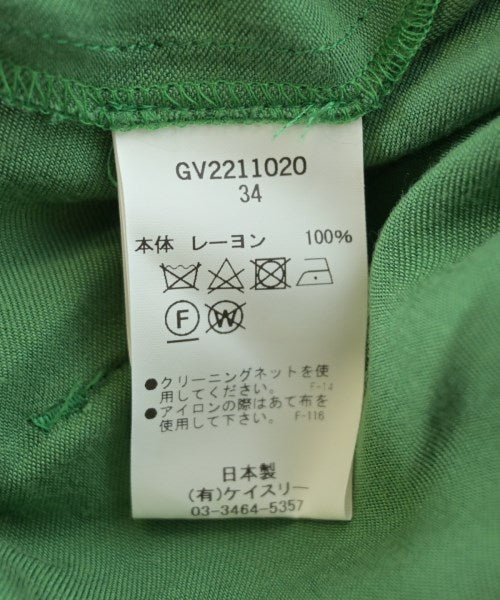 GV2211020
34
本体 レーヨン 100%
F W
●クリーニングネットを使
用してください。 F-14
●アイロンの際はあて布を
使用して下さい。 F-116
日本製
(有)ケイスリー
03-3464-5357